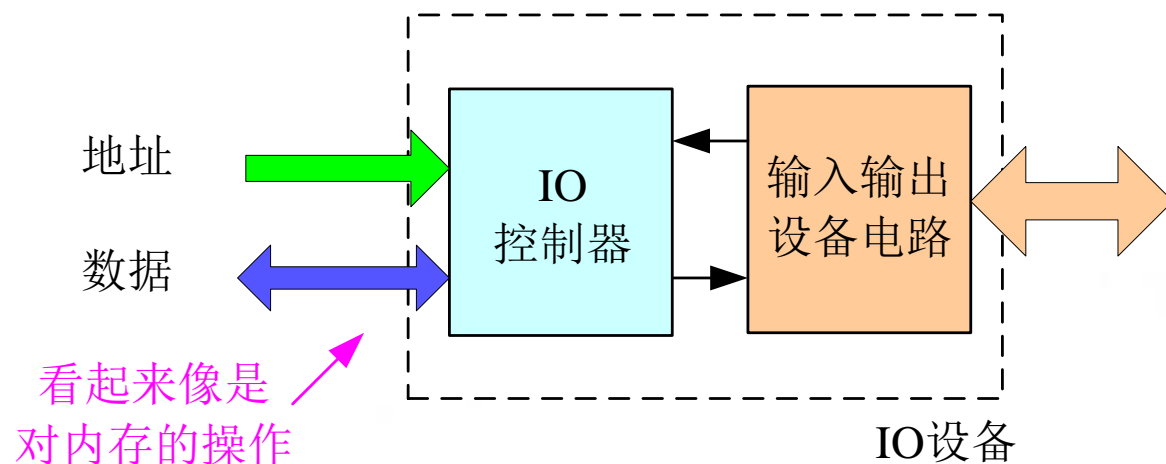 地址
数据
IO
控制器
输入输出
设备电路
看起来像是
对内存的操作
IO设备